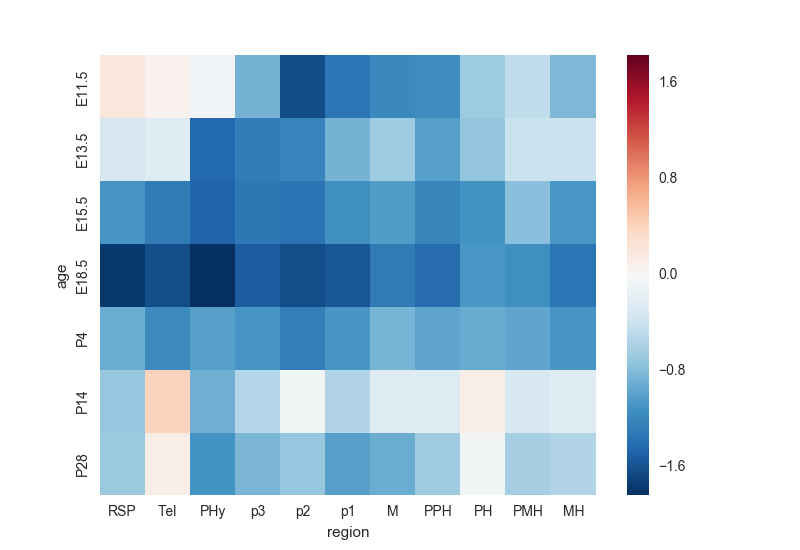 E11.5
E13.5
E15.5
E18.5
P4
P14
P28
age
RSP Tel PHy p3 p2 p1 M PPH PH PMH MH
region
1.6
0.8
0.0
−0.8
−1.6